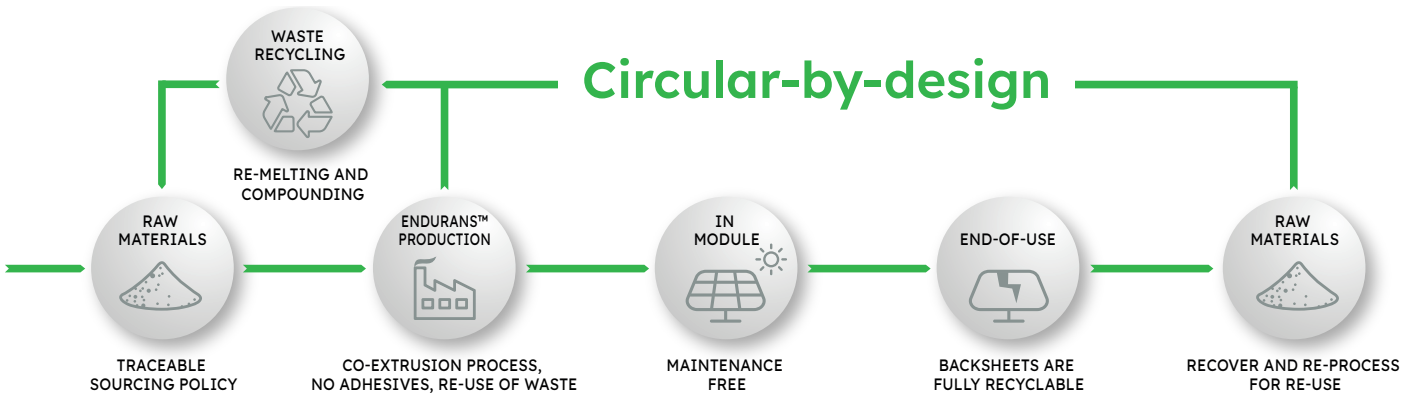 WASTE
RECYCLING
Circular-by-design
RE-MELTING AND
COMPOUNDING
RAW
MATERIALS
ENDURANS™
PRODUCTION
IN
MODULE
END-OF-USE
RAW
MATERIALS
TRACEABLE
SOURCING POLICY
CO-EXTRUSION PROCESS,
NO ADHESIVES, RE-USE OF WASTE
MAINTENANCE
FREE
BACKSHEETS ARE
FULLY RECYCLABLE
RECOVER AND RE-PROCESS
FOR RE-USE